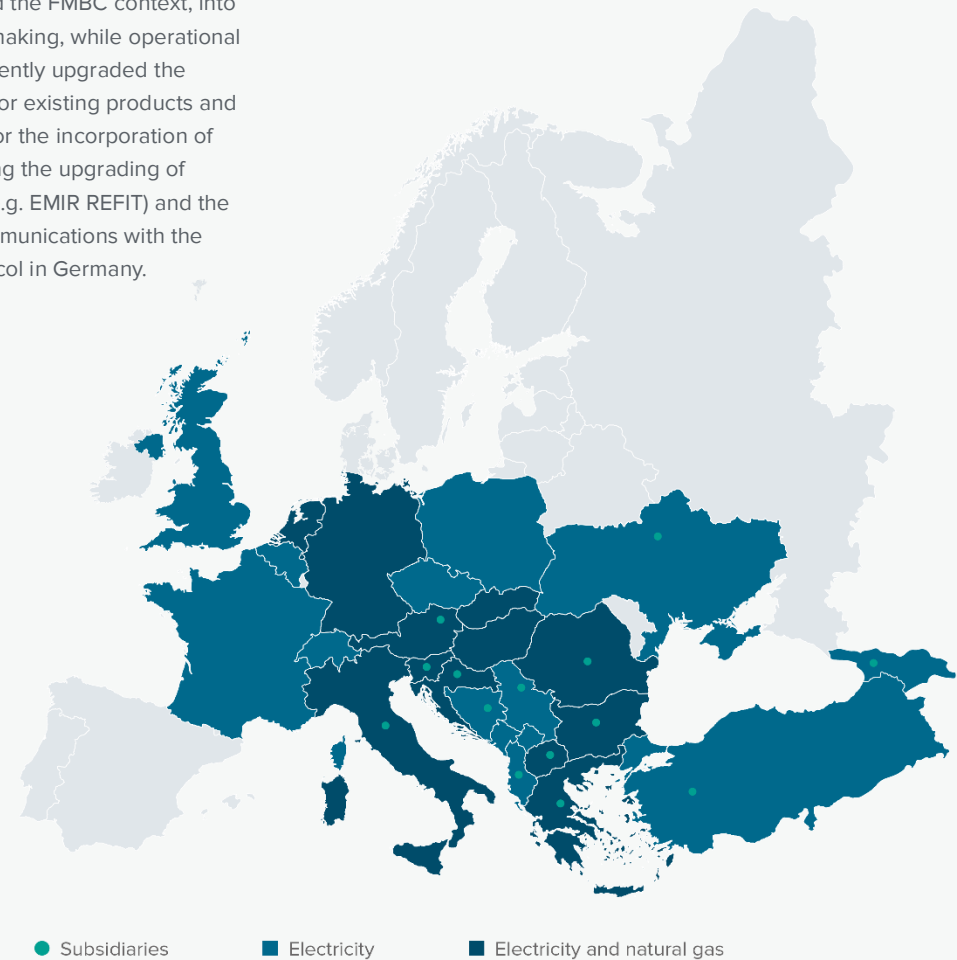 the FMBC context, into
making, while operational
ently upgraded the
or existing products and
or the incorporation of
g the upgrading of
.g. EMIR REFIT) and the
munications with the
col in Germany.
Subsidiaries
Electricity
Electricity and natural gas